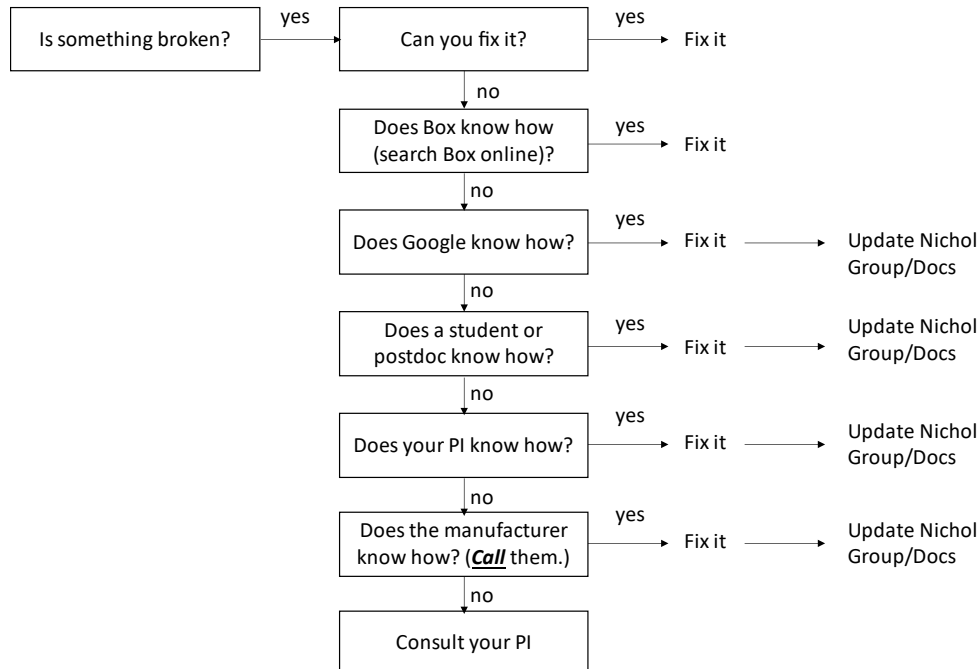 yes
yes
Is something broken?
Can you fix it?
Fix it
no
Does Box know how
(search Box online)?
yes
Fix it
no
Does Google know how?
yes
Fix it
Update Nichol
Group/Docs
no
Does a student or
postdoc know how?
yes
Fix it
Update Nichol
Group/Docs
no
Does your PI know how?
yes
Fix it
Update Nichol
Group/Docs
no
Does the manufacturer
know how? (Call them.)
yes
Fix it
Update Nichol
Group/Docs
no
Consult your PI